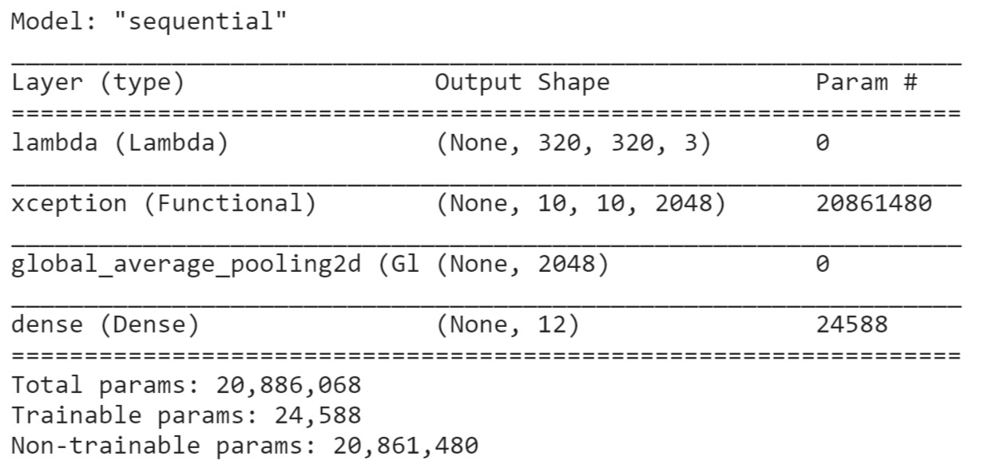 Model: "sequential"
_________________________________________________________________
Layer (type)                 Output Shape              Param #
=================================================================
lambda (Lambda)              (None, 320, 320, 3)       0
_________________________________________________________________
xception (Functional)        (None, 10, 10, 2048)      20861480
_________________________________________________________________
global_average_pooling2d (Gl (None, 2048)              0
_________________________________________________________________
dense (Dense)                (None, 12)                24588
=================================================================
Total params: 20,886,068
Trainable params: 24,588
Non-trainable params: 20,861,480